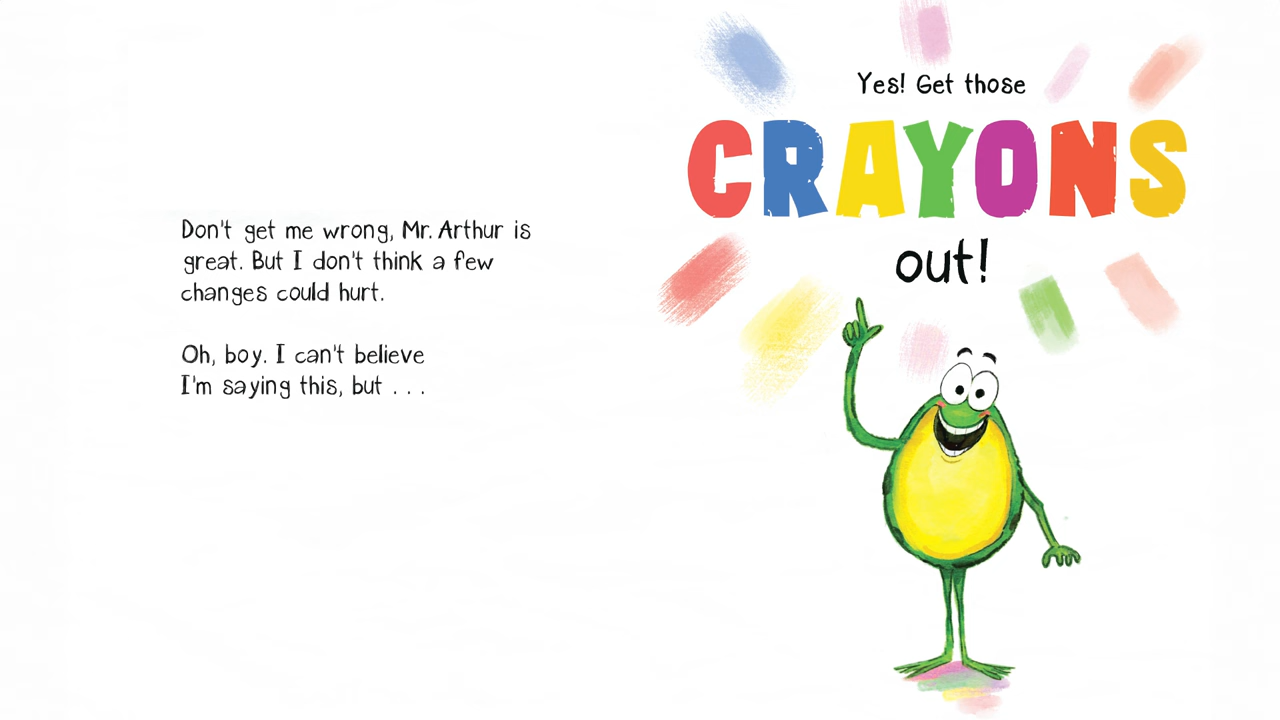 Don't get me wrong, Mr. Arthur is
great. But I don't think a few
changes could hurt.
Oh, boy. I can't believe
I'm saying this, but . . .
Yes! Get those
CRAYONS
out!